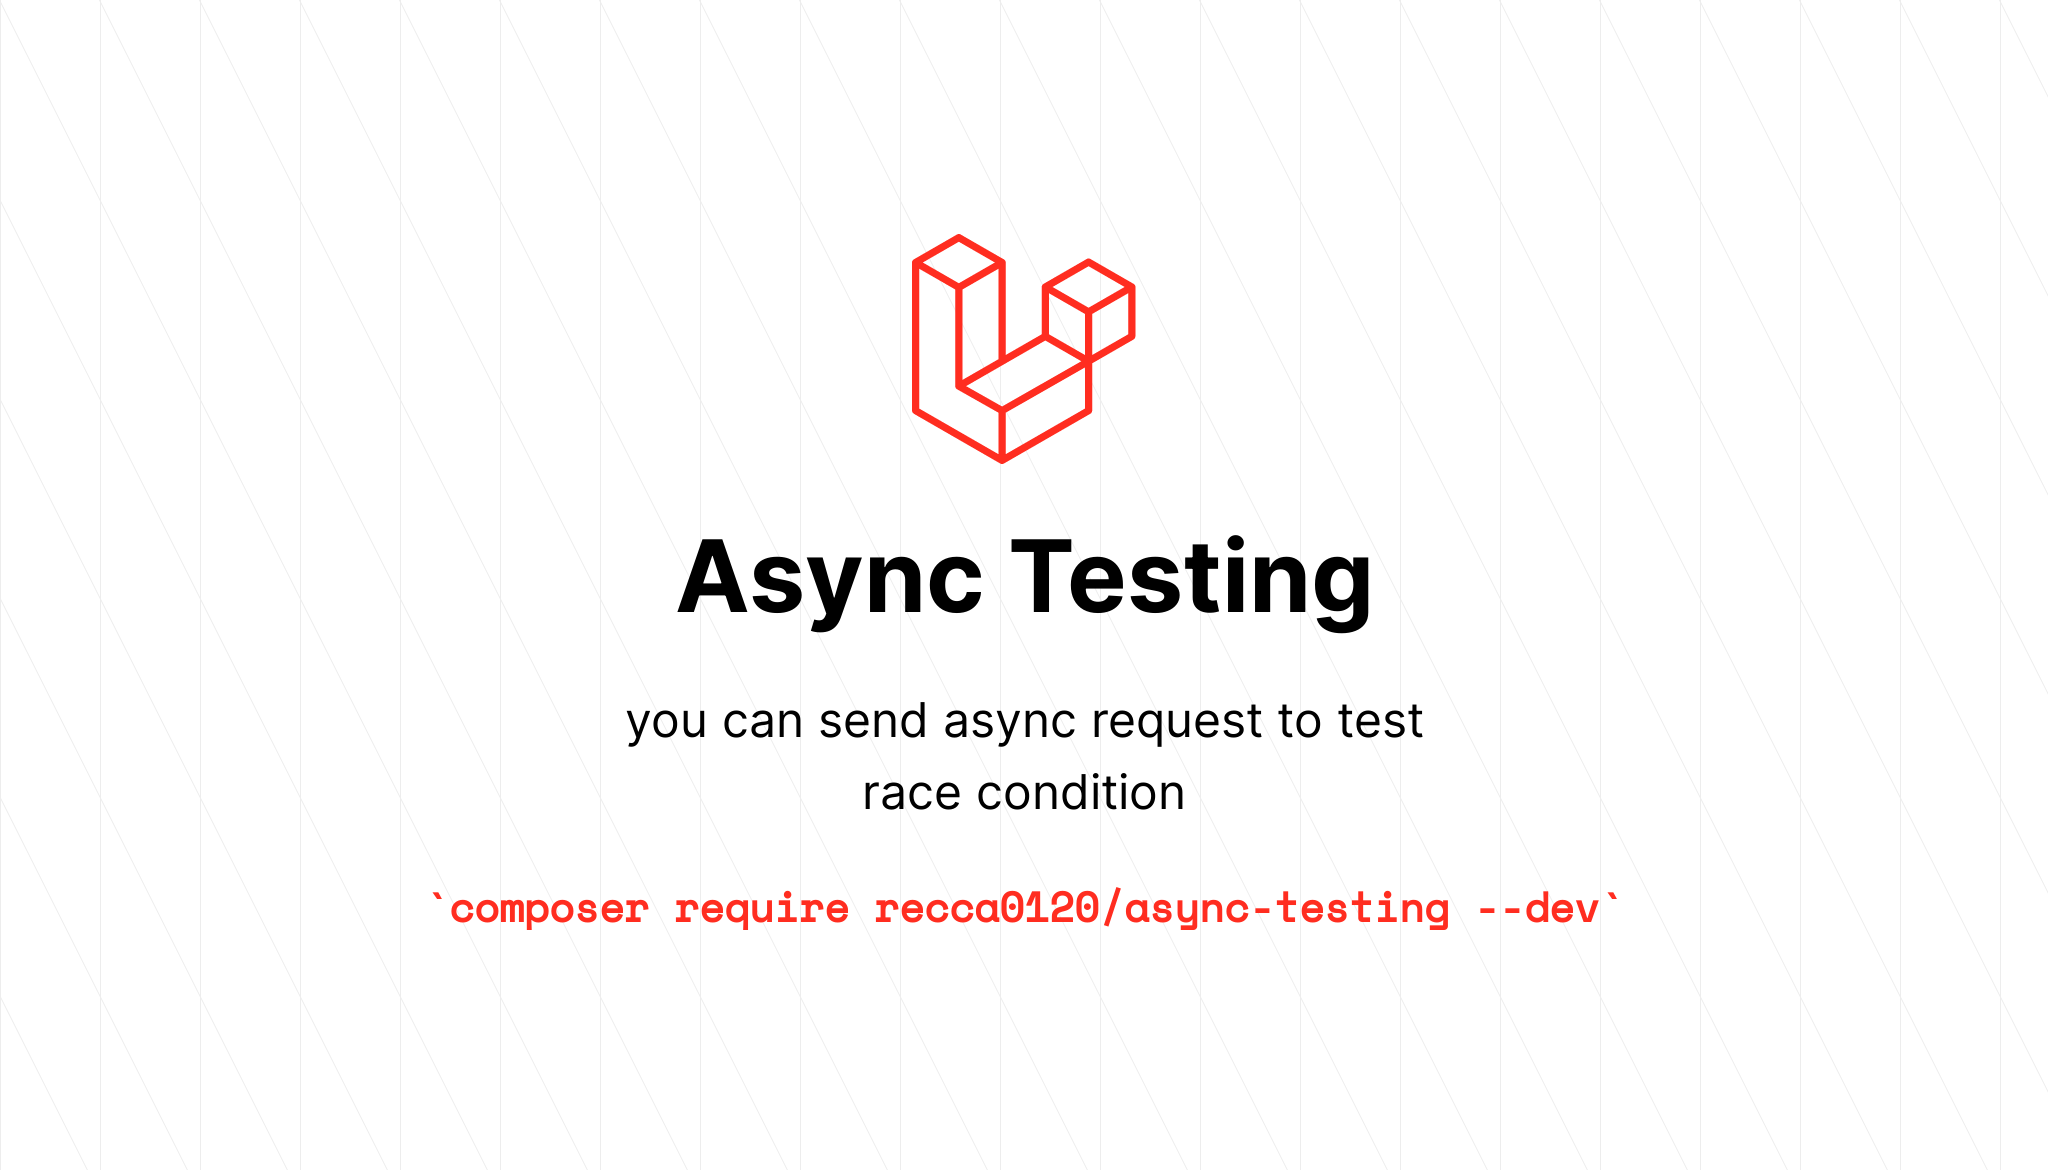 Async Testing
you can send async request to test
race condition
`composer require recca0120/async-testing --dev`